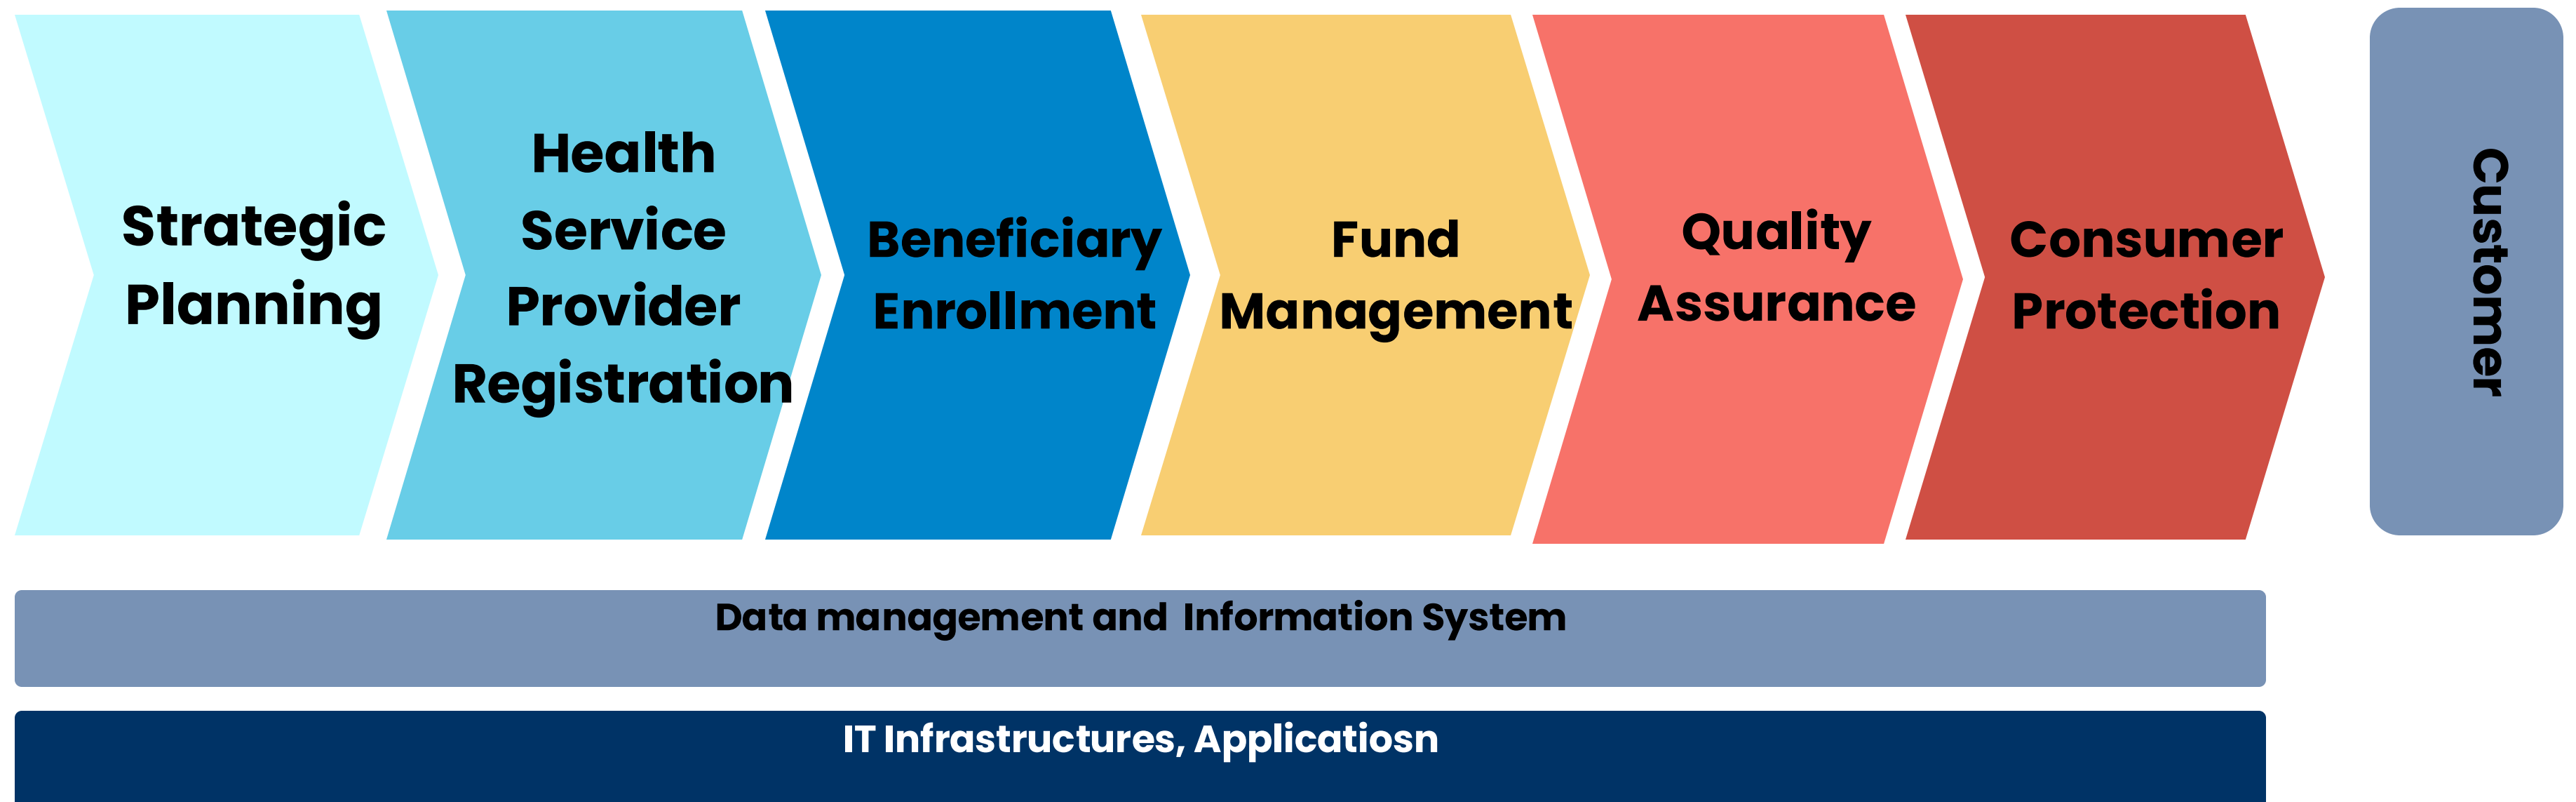 Strategic
Planning
Health
Service
Provider
Registration
Beneficiary
Enrollment
Fund
Management
Quality
Assurance
Consumer
Protection
Customer
Data management and  Information System
IT Infrastructures, Applicatiosn